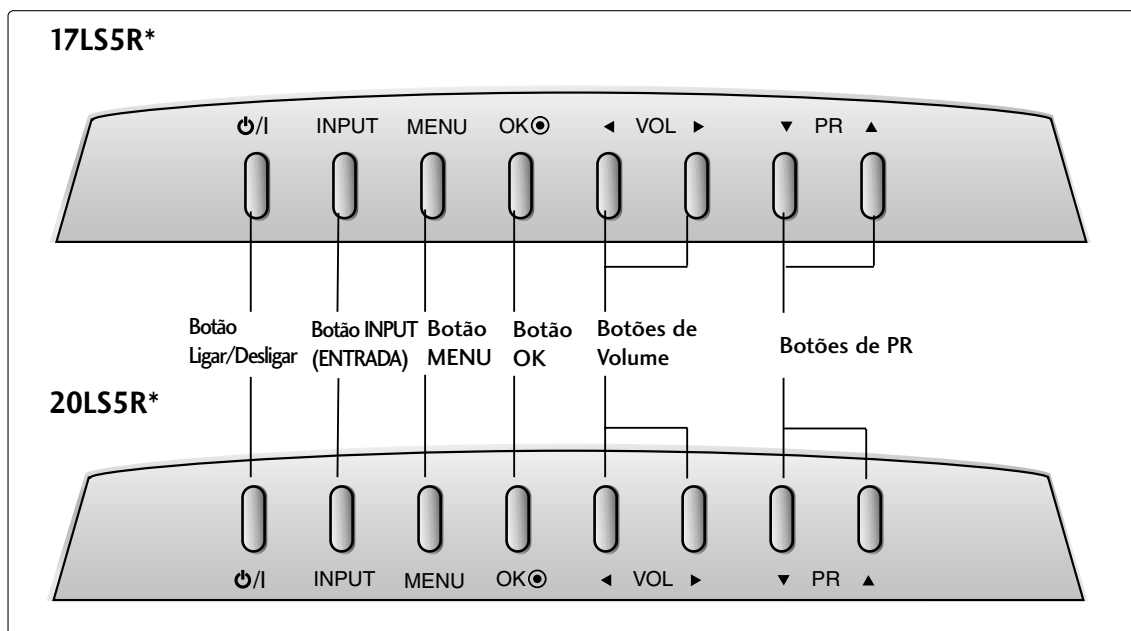 17LS5R*
⏻/I INPUT MENU OK◉ ◄ VOL ► ▼ PR ▲
Botão
Ligar/Desligar
Botão INPUT
(ENTRADA)
Botão
MENU
Botão
OK
Botões de
Volume
Botões de PR
20LS5R*
⏻/I INPUT MENU OK◉ ◄ VOL ► ▼ PR ▲